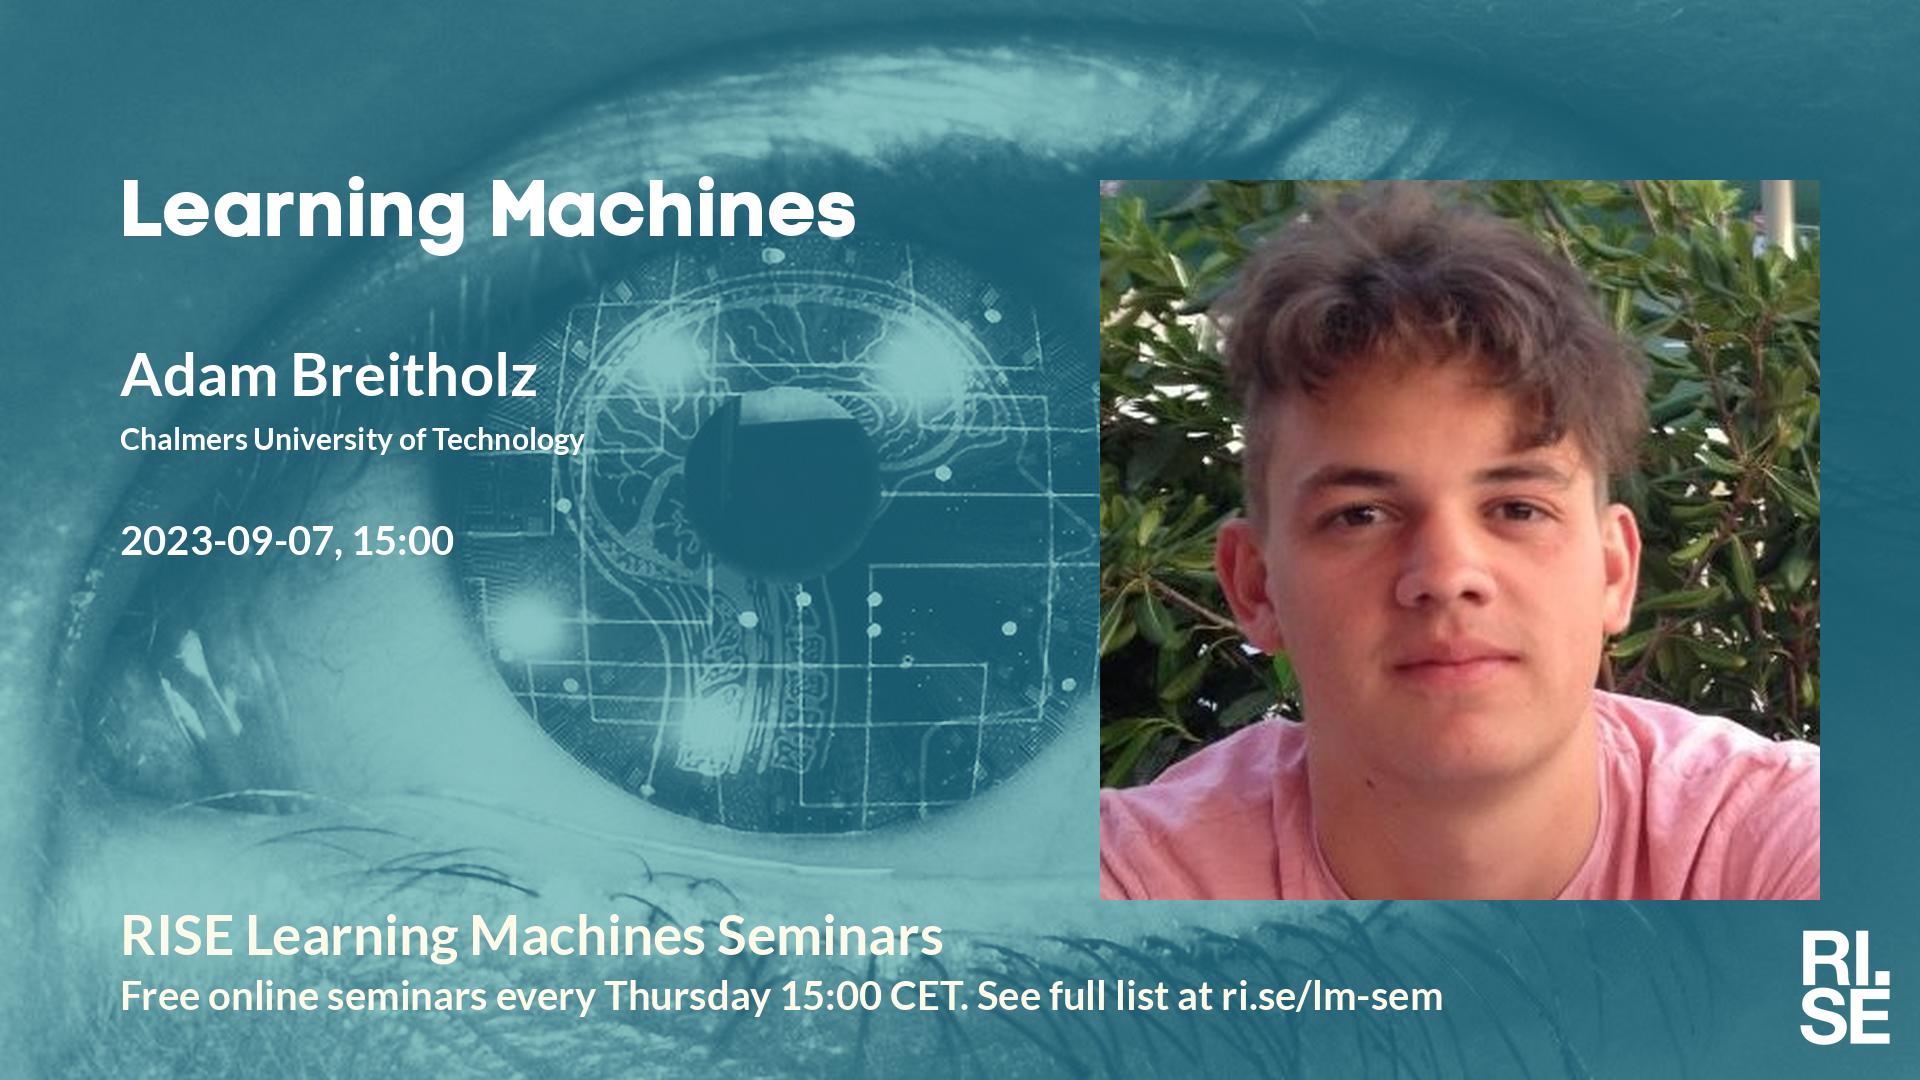 Learning Machines
Adam Breitholz
Chalmers University of Technology
2023-09-07, 15:00
RISE Learning Machines Seminars
Free online seminars every Thursday 15:00 CET. See full list at ri.se/lm-sem
RI.
SE